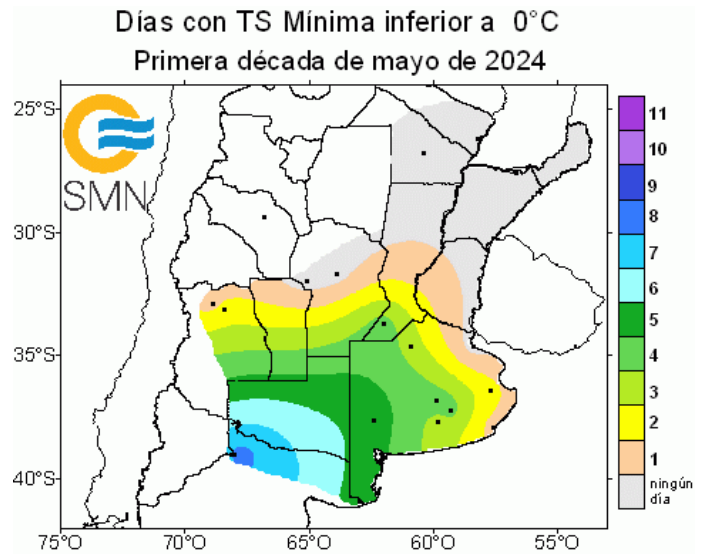 Días con TS Mínima inferior a 0°C
Primera década de mayo de 2024
SMN
25°S
30°S
35°S
40°S
75°O
70°O
65°O
60°O
55°O
11
10
9
8
7
6
5
4
3
2
1
ningún
día